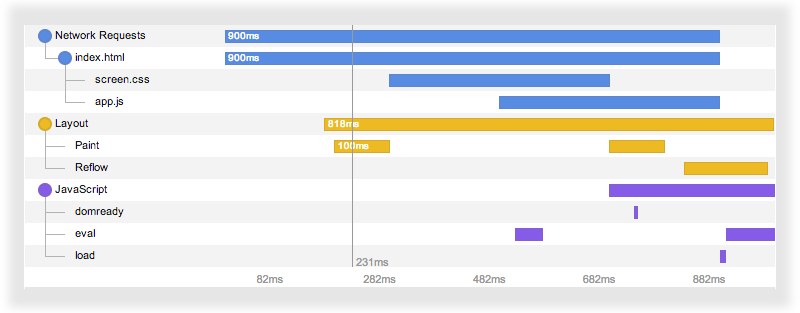 Network Requests 900ms
index.html 900ms
screen.css
app.js
Layout 818ms
Paint 100ms
Reflow
JavaScript
domready
eval
load
231ms
82ms 282ms 482ms 682ms 882ms